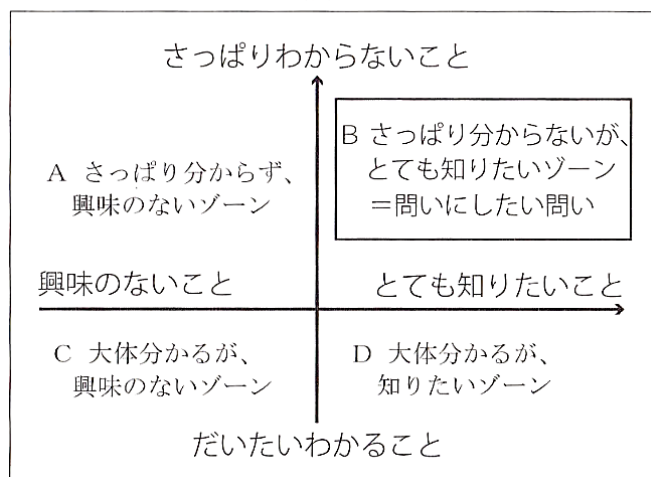 さっぱりわからないこと
A さっぱり分からず、
興味のないゾーン
B さっぱり分からないが、
とても知りたいゾーン
＝問いにしたい問い
興味のないこと
とても知りたいこと
C 大体分かるが、
興味のないゾーン
D 大体分かるが、
知りたいゾーン
だいたいわかること